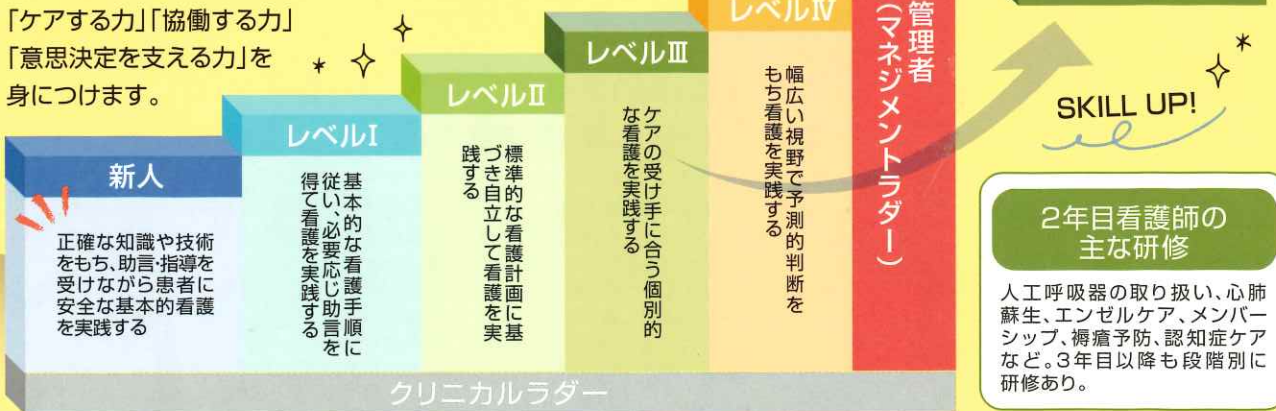 「ケアする力」「協働する力」
「意思決定を支える力」を
身につけます。
新人
正確な知識や技術
をもち、助言・指導を
受けながら患者に
安全な基本的看護
を実践する
レベルⅠ
基本的な看護手順に
従い、必要応じ助言を
得て看護を実践する
レベルⅡ
標準的な看護計画に基
づき自立して看護を実
践する
レベルⅢ
ケアの受け手に合う個別的
な看護を実践する
レベルⅣ
幅広い視野で予測的判断を
もち看護を実践する
管理者
（マネジメントラダー）
クリニカルラダー
SKILL UP!
2年目看護師の
主な研修
人工呼吸器の取り扱い、心肺
蘇生、エンゼルケア、メンバー
シップ、褥瘡予防、認知症ケア
など。3年目以降も段階別に
研修あり。